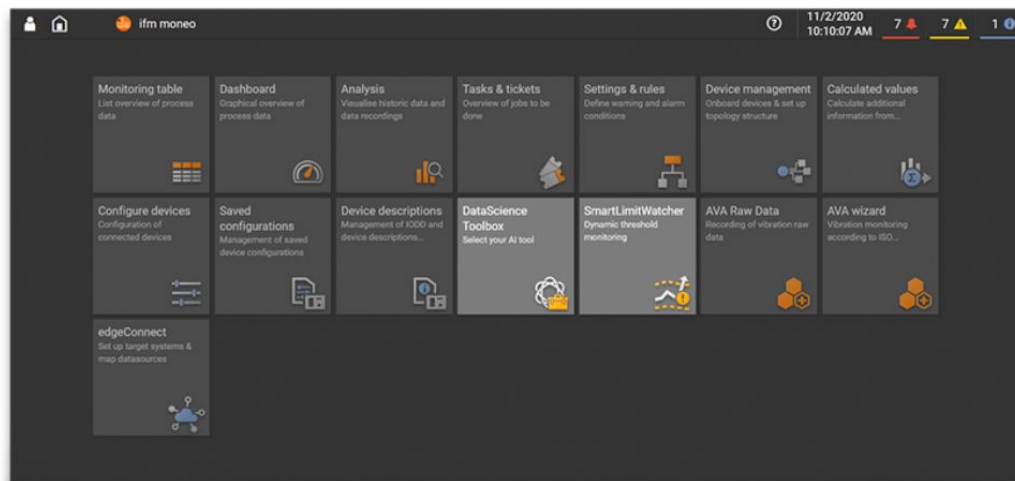 ifm moneo
11/2/2020
10:10:07 AM
7
7
1
Monitoring table
List overview of process
data
Dashboard
Graphical overview of
process data
Analysis
Visualise historic data and
data recordings
Tasks & tickets
Overview of jobs to be
done
Settings & rules
Define warning and alarm
conditions
Device management
Onboard devices & set up
topology structure
Calculated values
Calculate additional
information from...
Configure devices
Configuration of
connected devices
Saved
configurations
Management of saved
device configurations
Device descriptions
Management of IODD and
device descriptions...
DataScience
Toolbox
Select your AI tool
SmartLimitWatcher
Dynamic threshold
monitoring
AVA Raw Data
Recording of vibration raw
data
AVA wizard
Vibration monitoring
according to ISO...
edgeConnect
Set up target systems &
map datasources